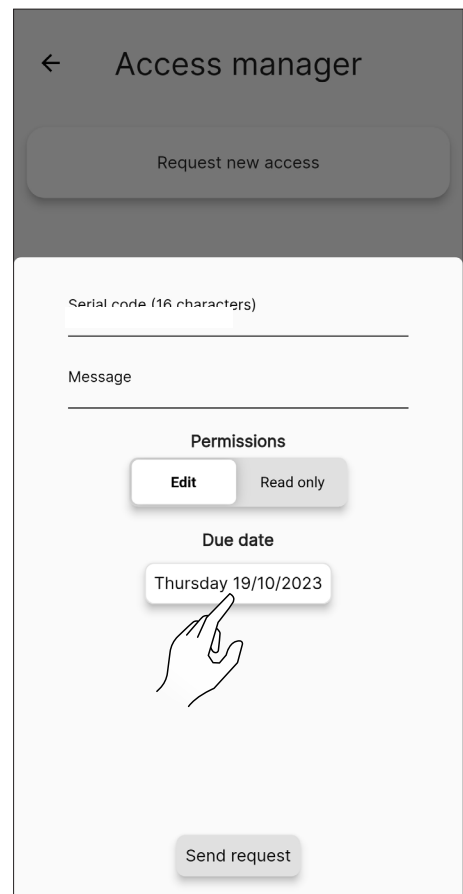 Access manager
Request new access
Serial code (16 characters)
Message
Permissions
Edit Read only
Due date
Thursday 19/10/2023
Send request